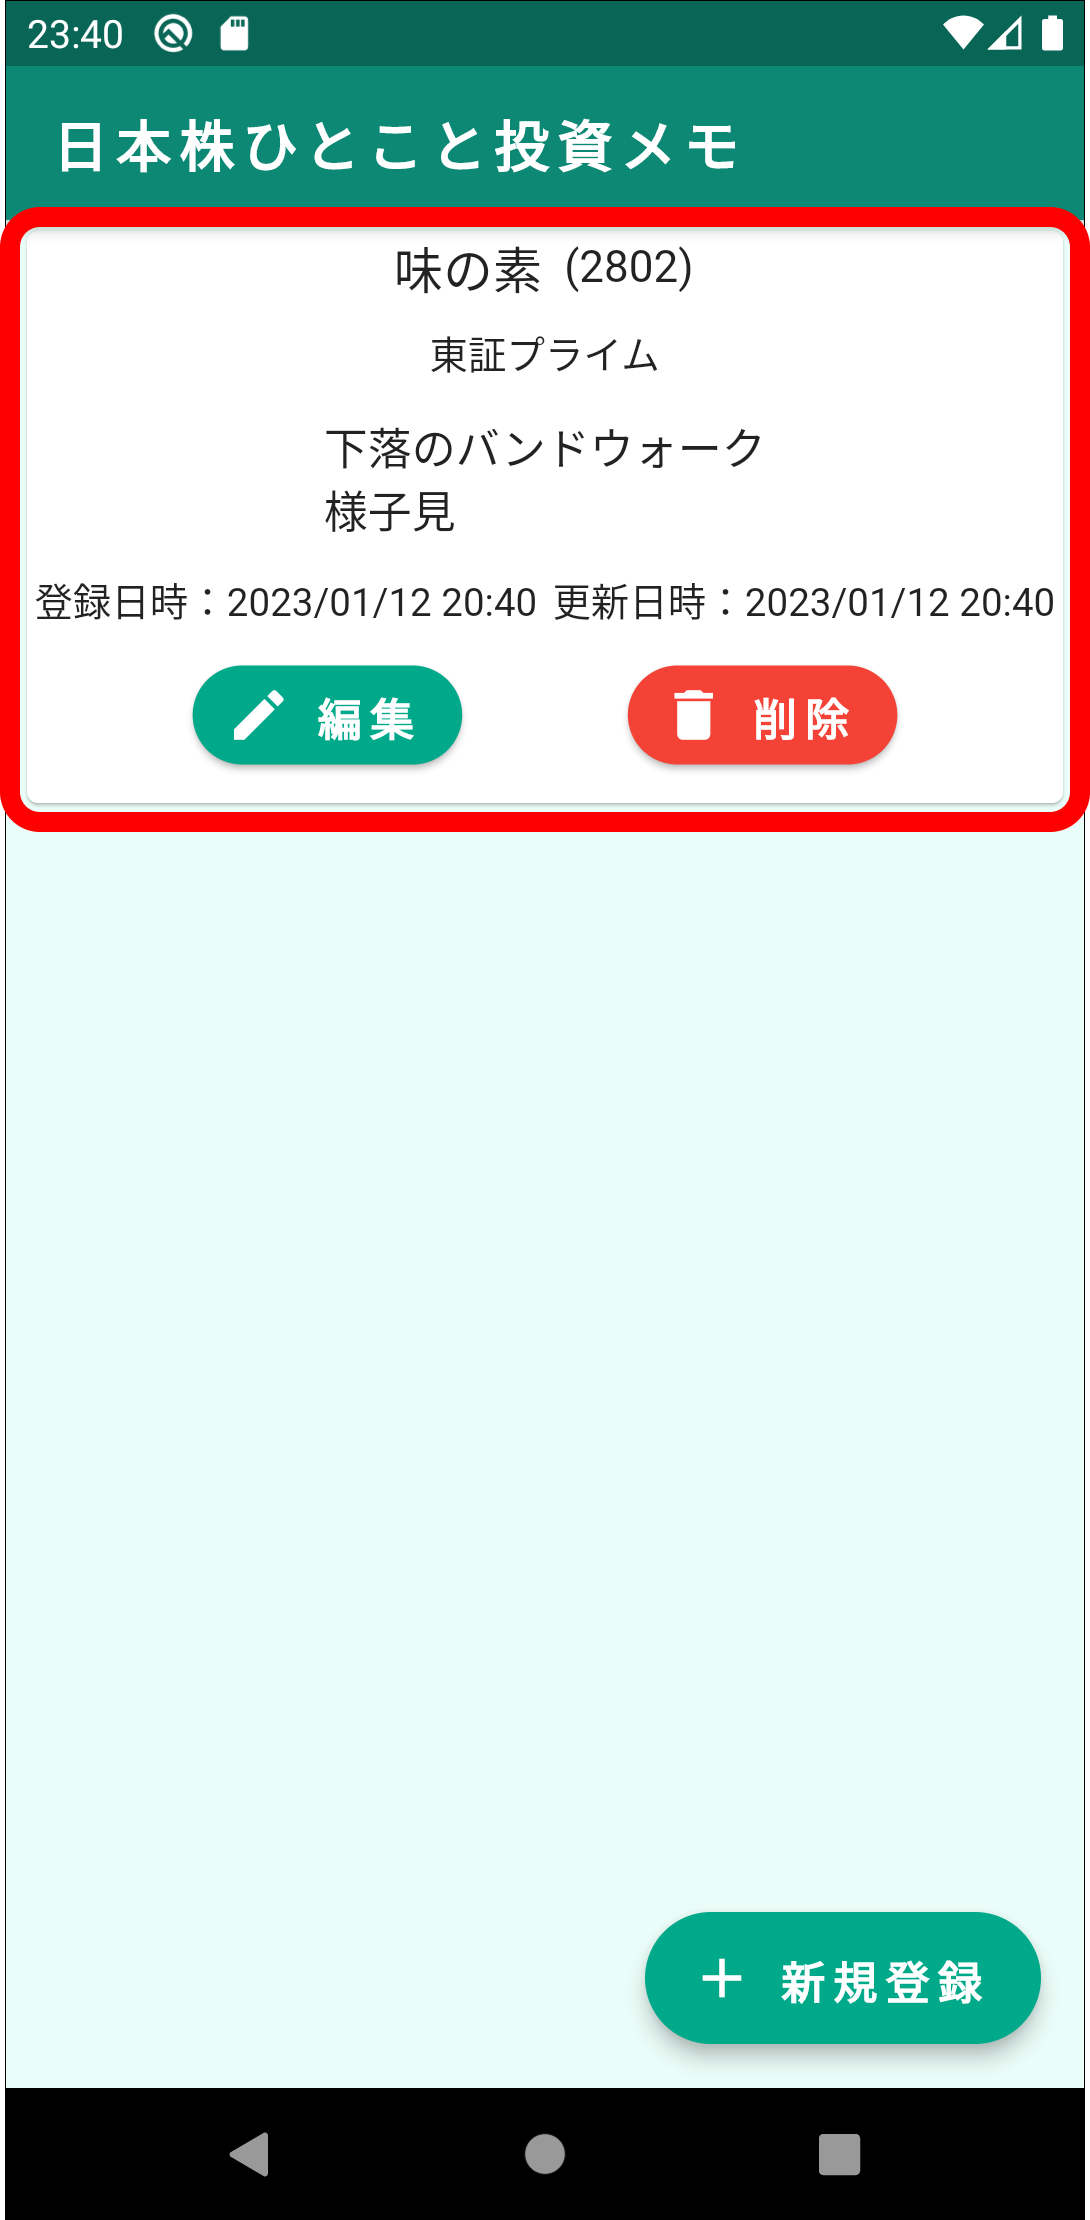 23:40
日本株ひとこと投資メモ
味の素 (2802)
東証プライム
下落のバンドウォーク
様子見
登録日時：2023/01/12 20:40 更新日時：2023/01/12 20:40
編集 削除
新規登録